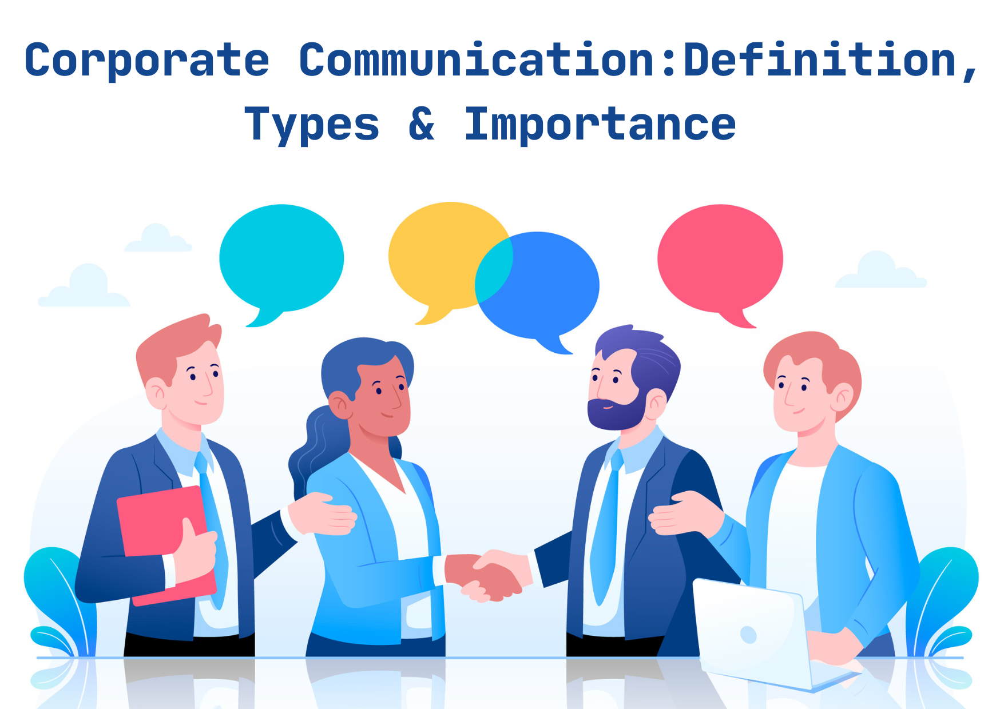 Corporate Communication:Definition,
Types & Importance